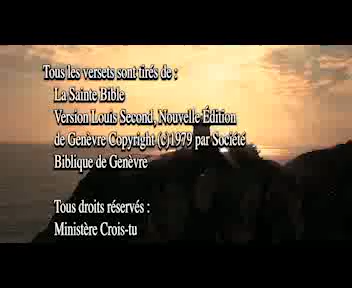 Tous les versets sont tirés de :
La Sainte Bible
Version Louis Second, Nouvelle Édition
de Genèvre Copyright (c)1979 par Société
Biblique de Genèvre
Tous droits réservés :
Ministère Crois-tu